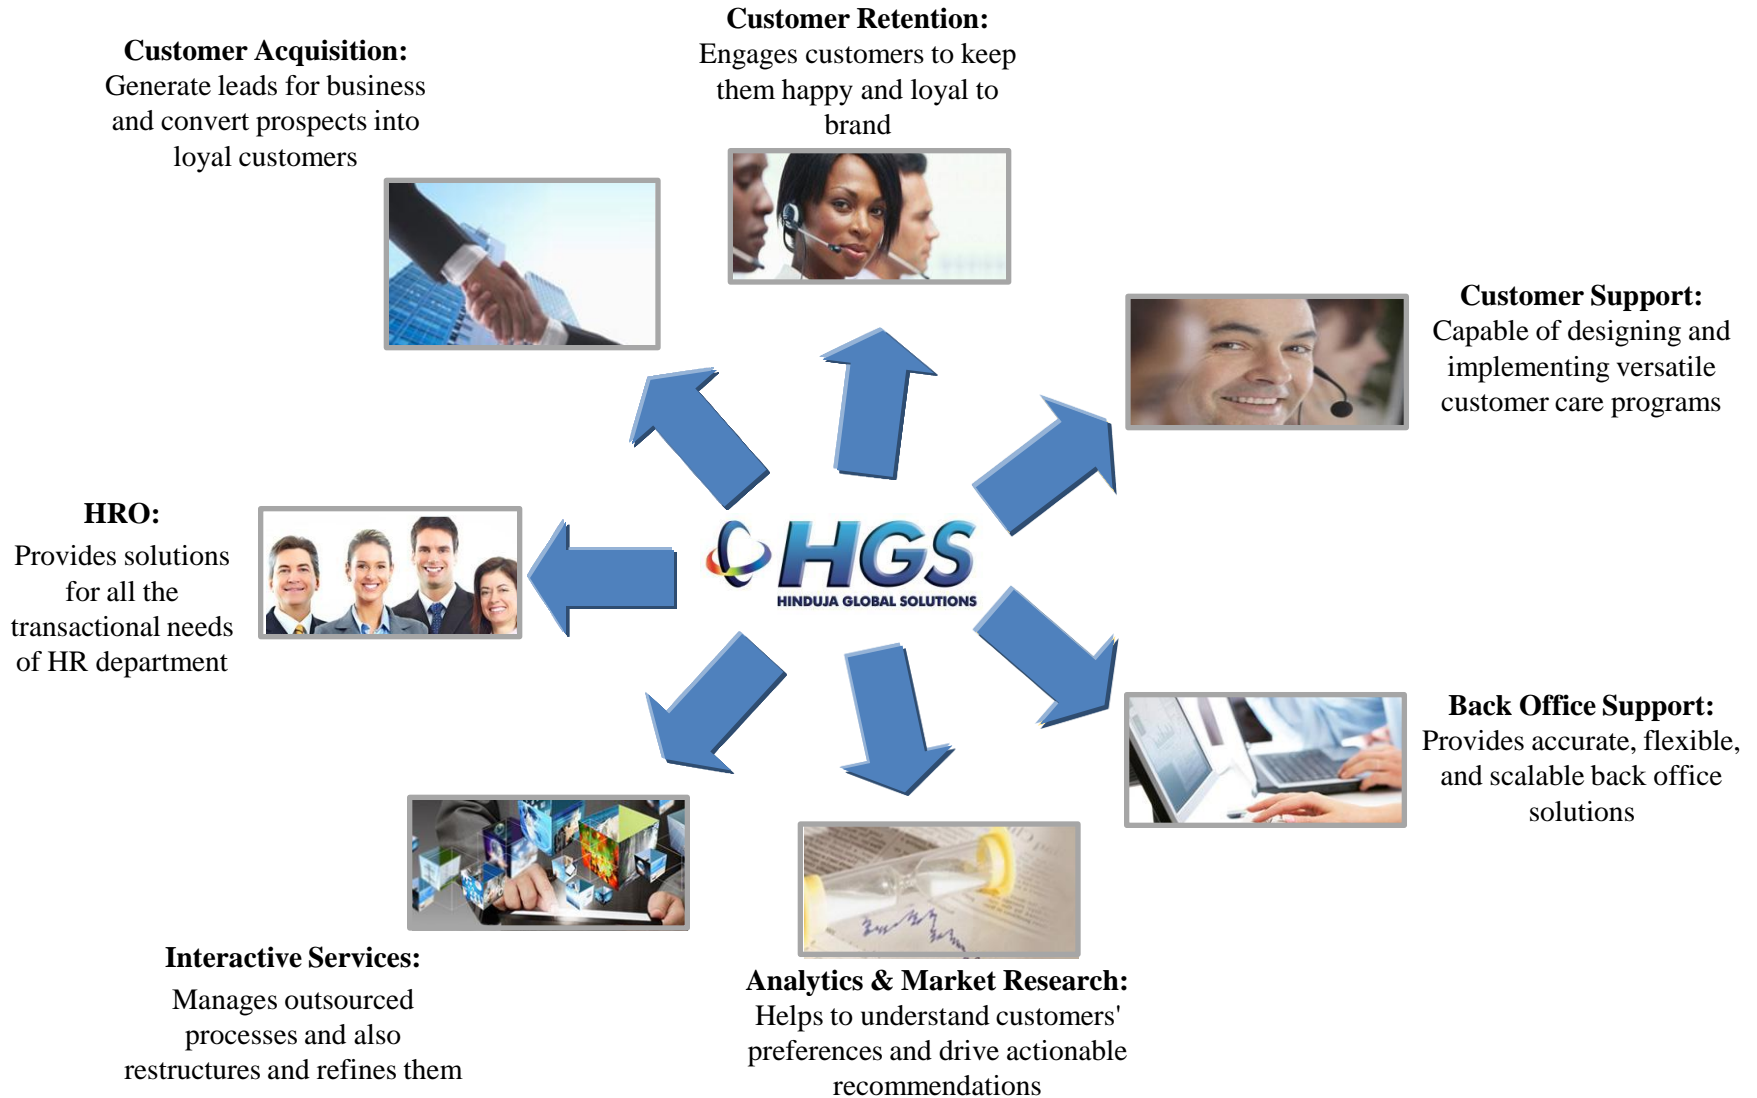 Customer Acquisition:
Generate leads for business
and convert prospects into
loyal customers
Customer Retention:
Engages customers to keep
them happy and loyal to
brand
Customer Support:
Capable of designing and
implementing versatile
customer care programs
HRO:
Provides solutions
for all the
transactional needs
of HR department
HGS
HINDUJA GLOBAL SOLUTIONS
Back Office Support:
Provides accurate, flexible,
and scalable back office
solutions
Interactive Services:
Manages outsourced
processes and also
restructures and refines them
Analytics & Market Research:
Helps to understand customers'
preferences and drive actionable
recommendations